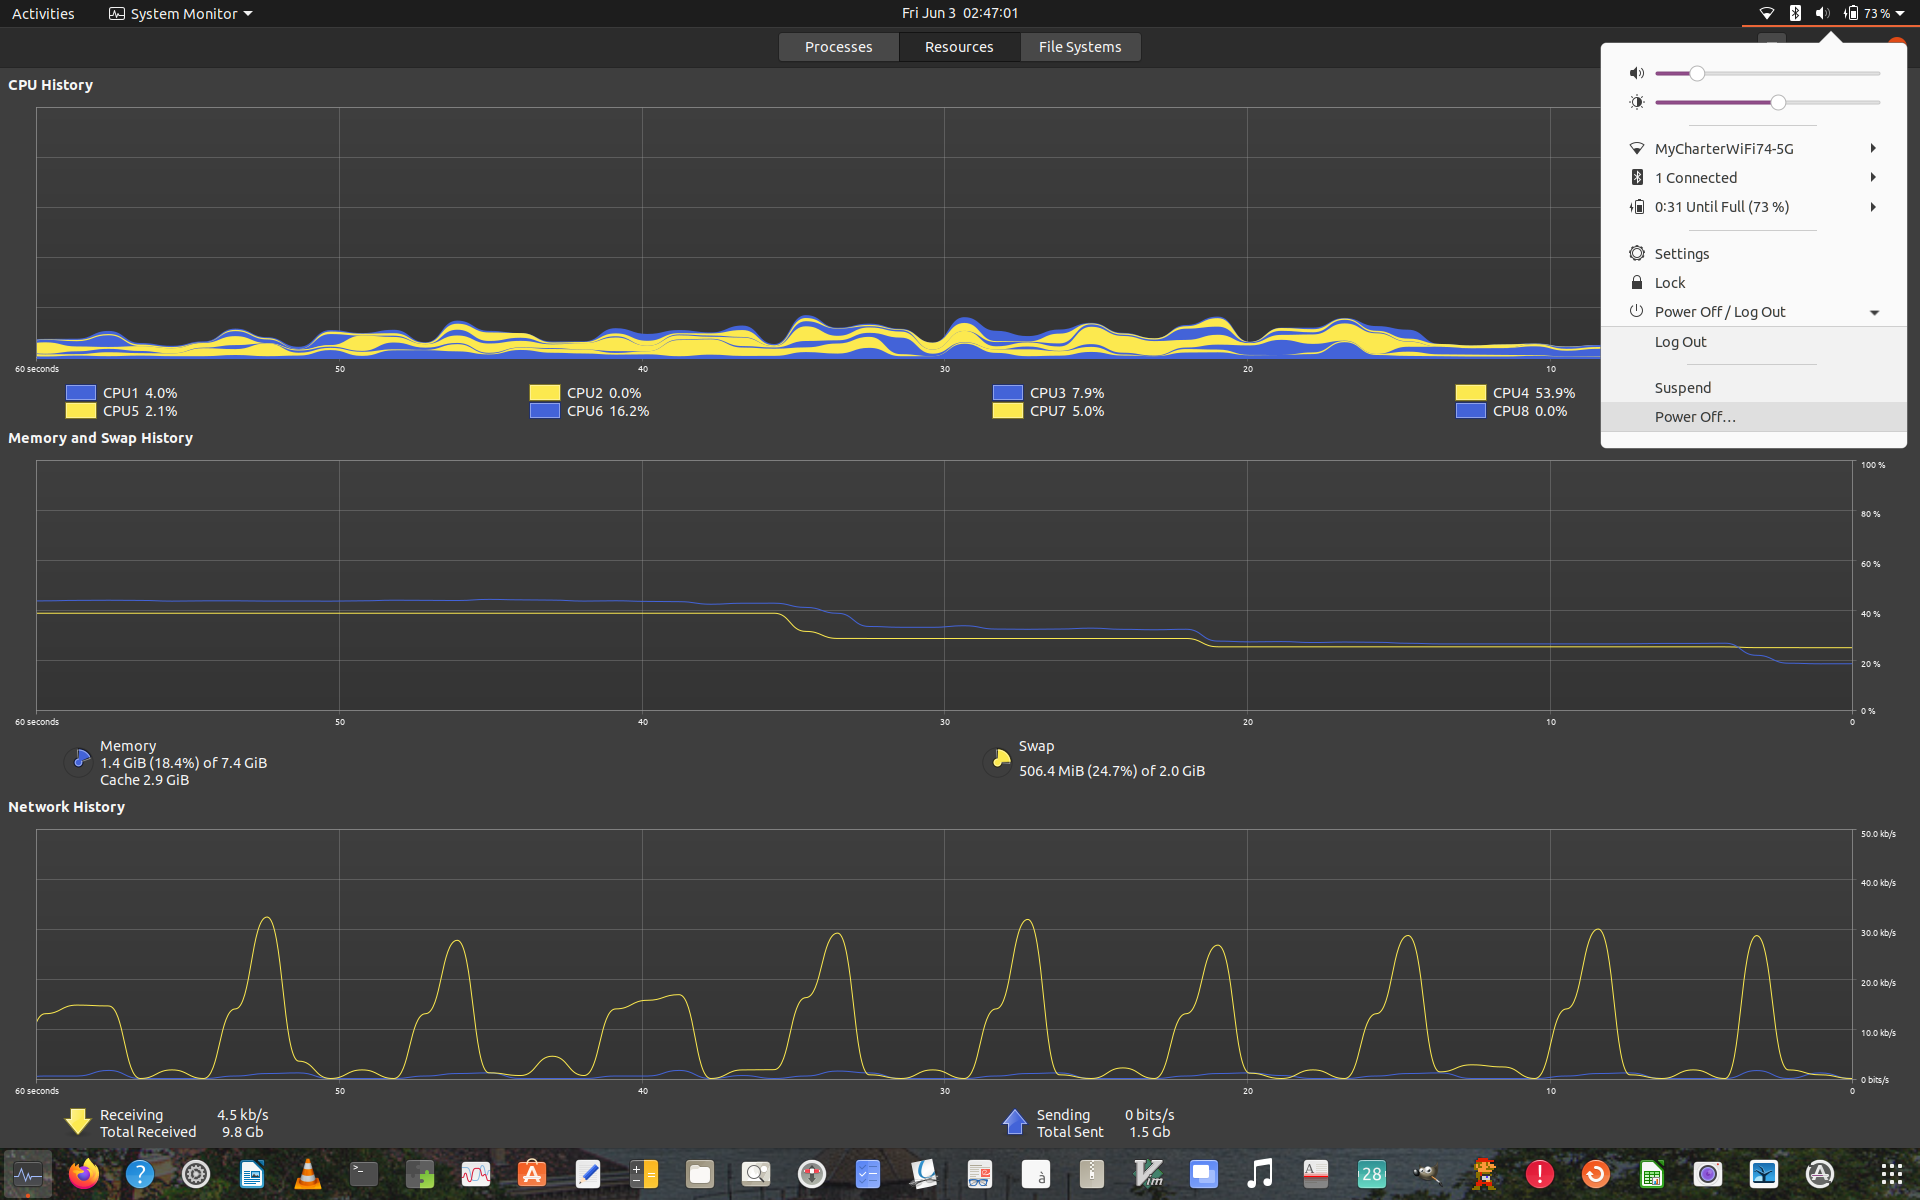 Activities
System Monitor
Fri Jun 3 02:47:01
73 %
Processes
Resources
File Systems
MyCharterWiFi74-5G
1 Connected
0:31 Until Full (73 %)
Settings
Lock
Power Off / Log Out
Log Out
Suspend
Power Off...
CPU History
60 seconds 50 40 30 20 10
CPU1 4.0% CPU2 0.0% CPU3 7.9% CPU4 53.9%
CPU5 2.1% CPU6 16.2% CPU7 5.0% CPU8 0.0%
Memory and Swap History
100 %
80 %
60 %
40 %
20 %
0 %
60 seconds 50 40 30 20 10 0
Memory
1.4 GiB (18.4%) of 7.4 GiB
Cache 2.9 GiB
Swap
506.4 MiB (24.7%) of 2.0 GiB
Network History
50.0 kb/s
40.0 kb/s
30.0 kb/s
20.0 kb/s
10.0 kb/s
0 bits/s
60 seconds 50 40 30 20 10 0
Receiving 4.5 kb/s
Total Received 9.8 Gb
Sending 0 bits/s
Total Sent 1.5 Gb
?
>_
à
Vim
A
28
!